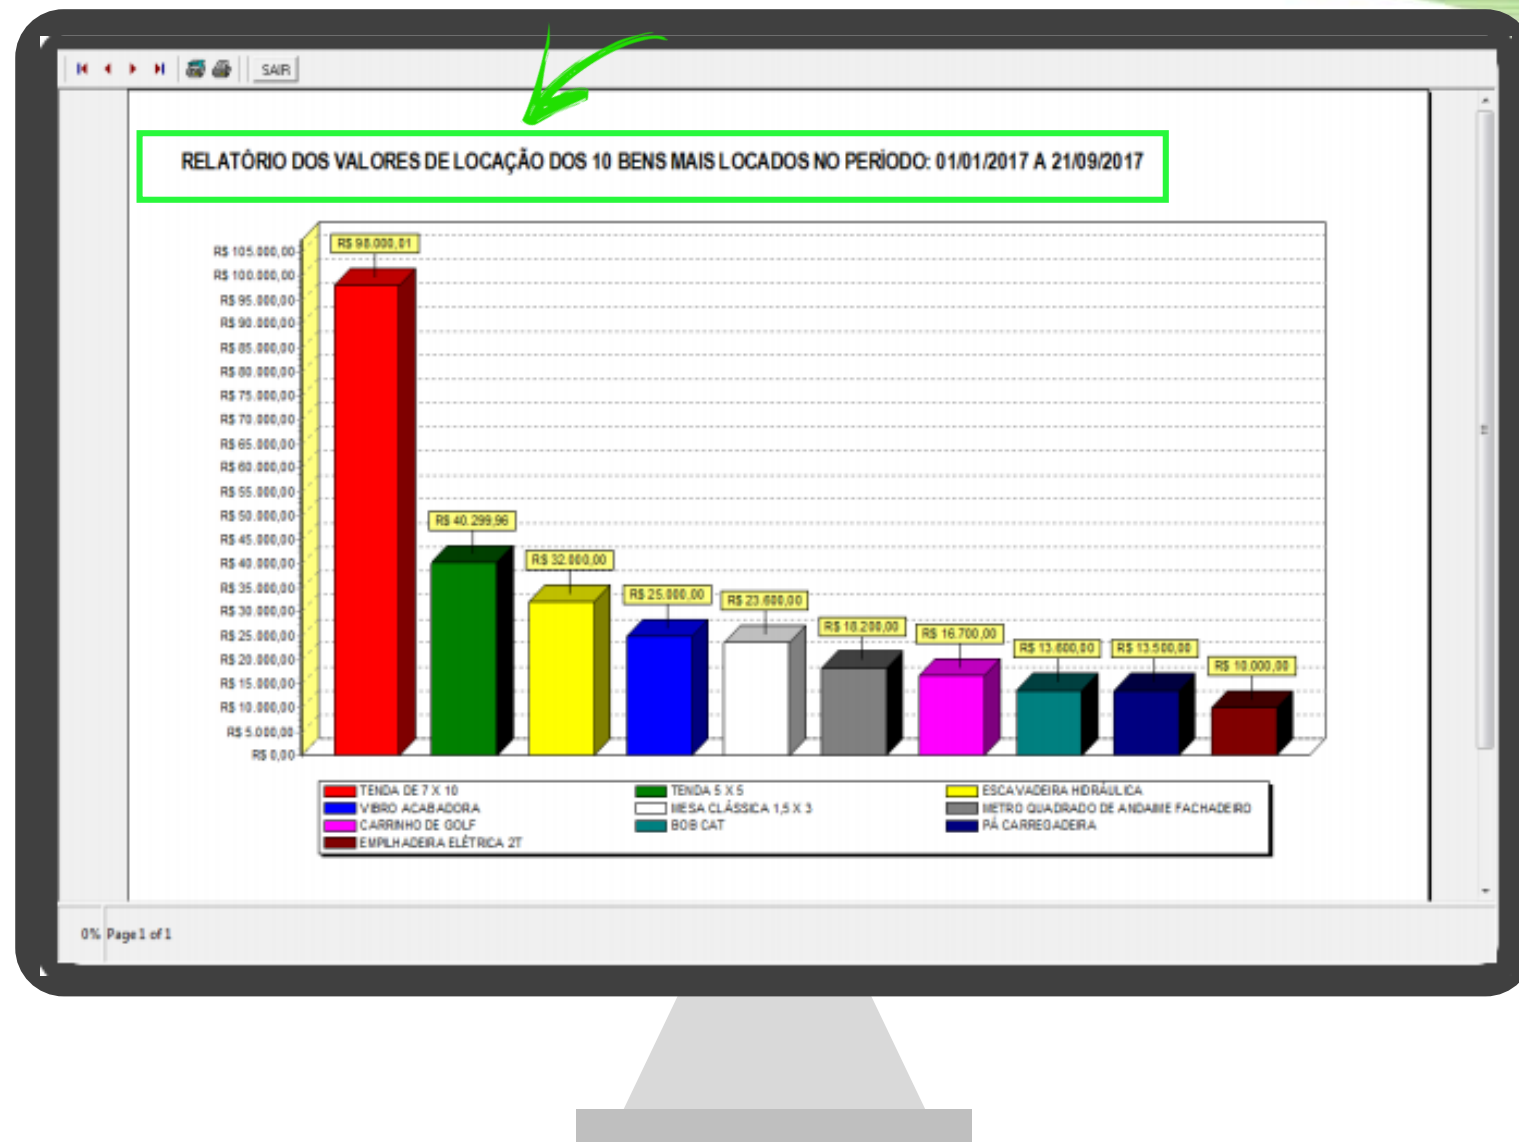 SAIR
RELATÓRIO DOS VALORES DE LOCAÇÃO DOS 10 BENS MAIS LOCADOS NO PERÍODO: 01/01/2017 A 21/09/2017
R$ 105.000,00
R$ 100.000,00
R$ 95.000,00
R$ 90.000,00
R$ 85.000,00
R$ 80.000,00
R$ 75.000,00
R$ 70.000,00
R$ 65.000,00
R$ 60.000,00
R$ 55.000,00
R$ 50.000,00
R$ 45.000,00
R$ 40.000,00
R$ 35.000,00
R$ 30.000,00
R$ 25.000,00
R$ 20.000,00
R$ 15.000,00
R$ 10.000,00
R$ 5.000,00
R$ 0,00
R$ 98.000,01
R$ 40.299,96
R$ 32.000,00
R$ 25.000,00
R$ 23.600,00
R$ 18.200,00
R$ 16.700,00
R$ 13.600,00
R$ 13.500,00
R$ 10.000,00
TENDA DE 7 X 10 TENDA 5 X 5 ESCAVADEIRA HIDRÁULICA
VIBRO ACABADORA MESA CLÁSSICA 1,5 X 3 METRO QUADRADO DE ANDAIME FACHADEIRO
CARRINHO DE GOLF BOB CAT PÁ CARREGADEIRA
EMPILHADEIRA ELÉTRICA 2T
0% Page 1 of 1